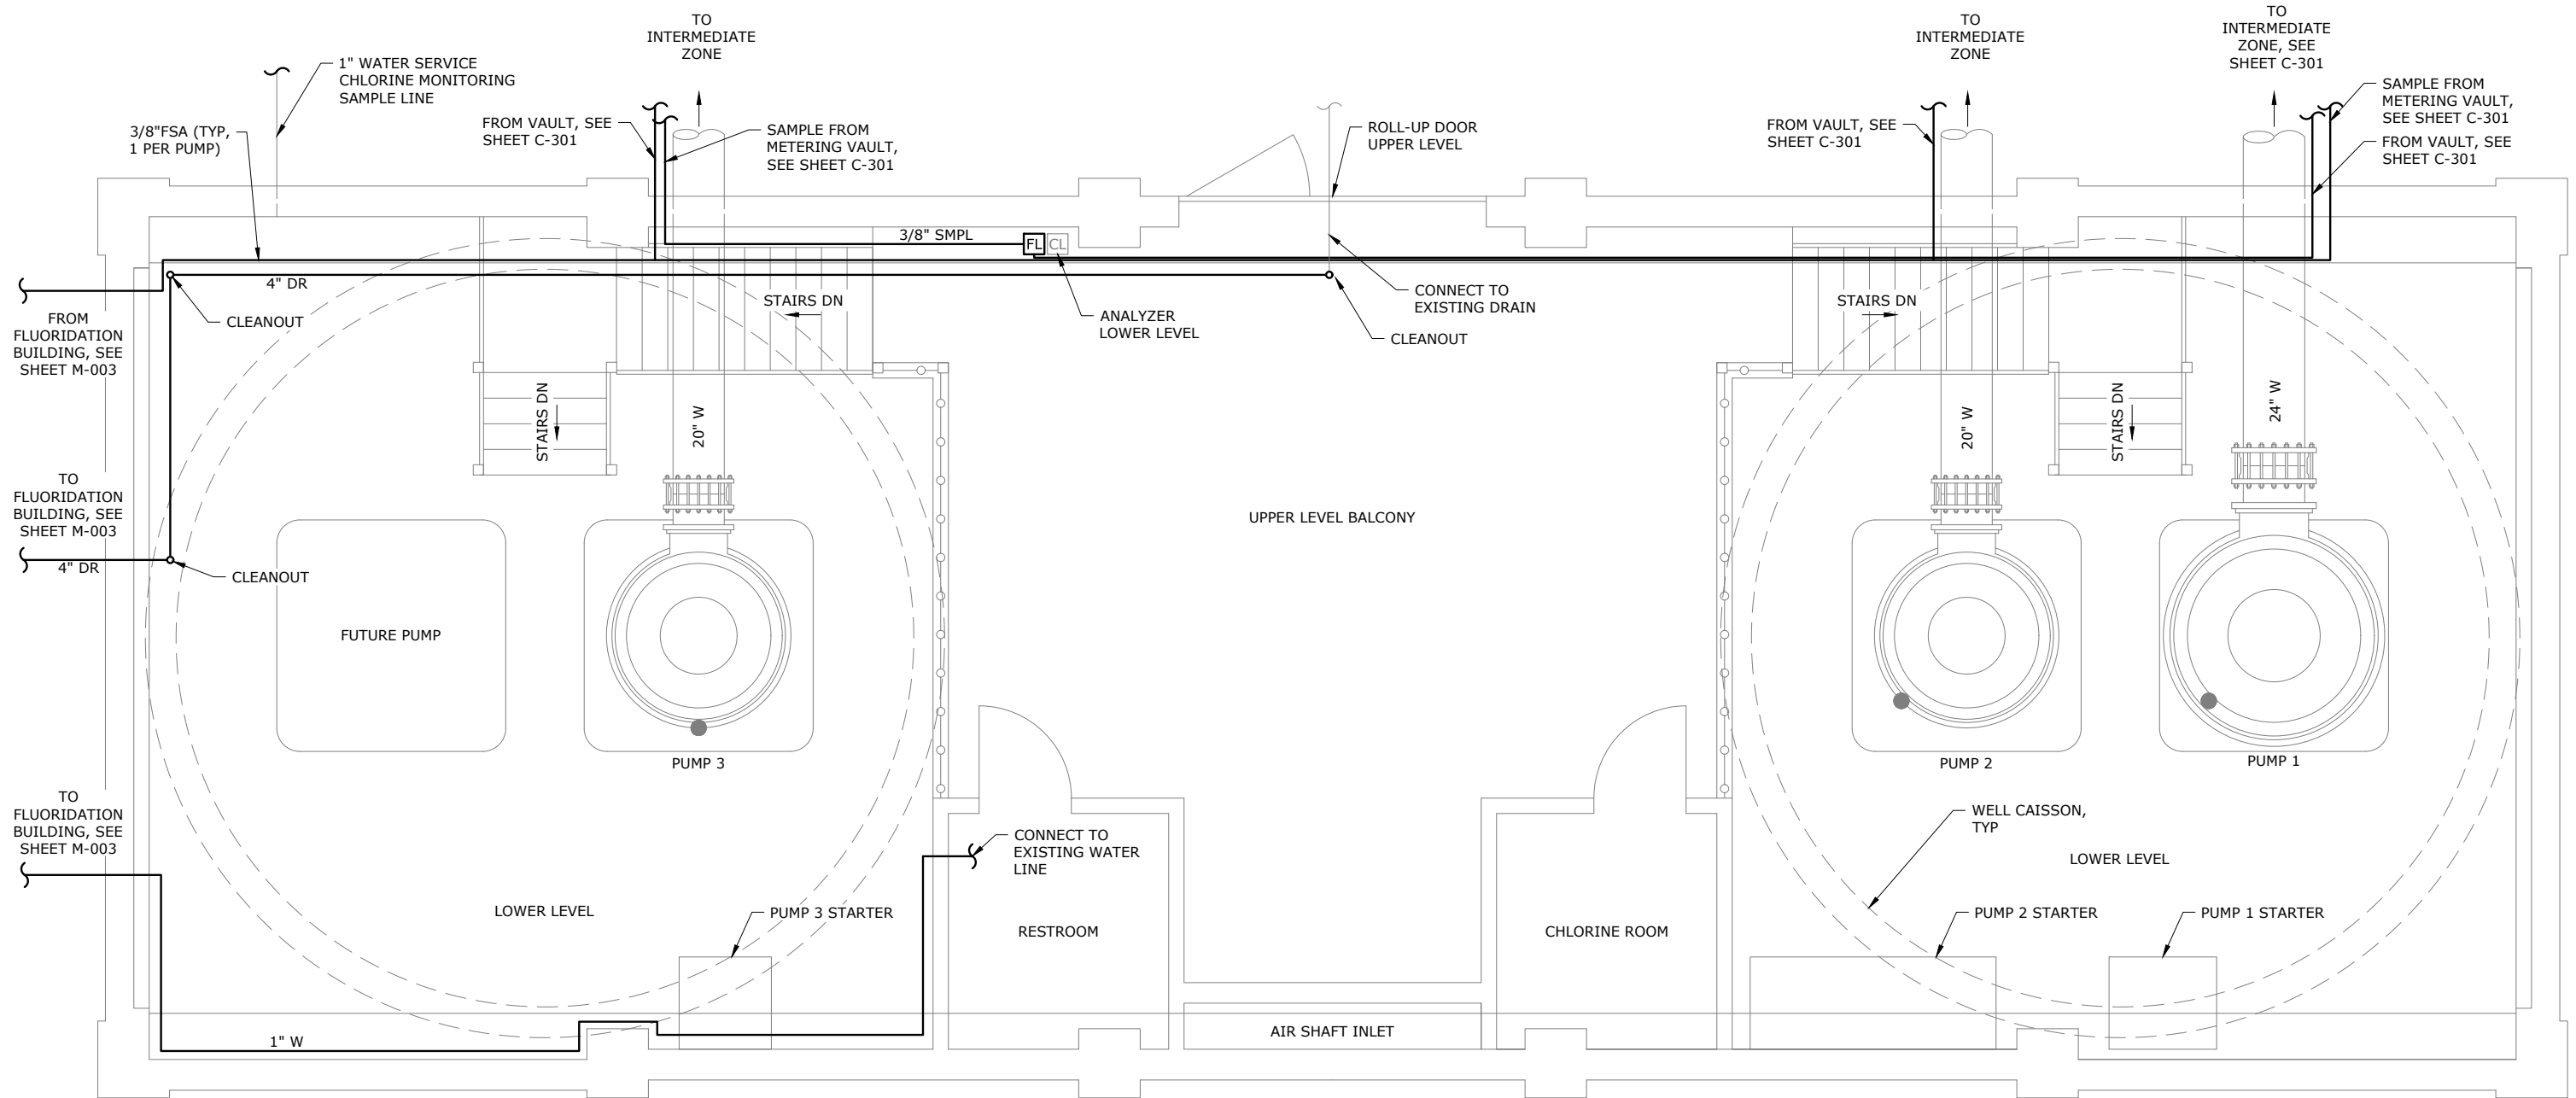 TO
INTERMEDIATE
ZONE
TO
INTERMEDIATE
ZONE
TO
INTERMEDIATE
ZONE, SEE
SHEET C-301
1" WATER SERVICE
CHLORINE MONITORING
SAMPLE LINE
3/8"FSA (TYP,
1 PER PUMP)
FROM VAULT, SEE
SHEET C-301
SAMPLE FROM
METERING VAULT,
SEE SHEET C-301
ROLL-UP DOOR
UPPER LEVEL
FROM VAULT, SEE
SHEET C-301
SAMPLE FROM
METERING VAULT,
SEE SHEET C-301
FROM VAULT, SEE
SHEET C-301
3/8" SMPL
FL
CL
4" DR
STAIRS DN
CONNECT TO
EXISTING DRAIN
STAIRS DN
FROM
FLUORIDATION
BUILDING, SEE
SHEET M-003
CLEANOUT
ANALYZER
LOWER LEVEL
CLEANOUT
STAIRS DN
20" W
20" W
STAIRS DN
24" W
TO
FLUORIDATION
BUILDING, SEE
SHEET M-003
4" DR
CLEANOUT
UPPER LEVEL BALCONY
FUTURE PUMP
PUMP 3
PUMP 2
PUMP 1
TO
FLUORIDATION
BUILDING, SEE
SHEET M-003
CONNECT TO
EXISTING WATER
LINE
WELL CAISSON,
TYP
LOWER LEVEL
LOWER LEVEL
PUMP 3 STARTER
RESTROOM
CHLORINE ROOM
PUMP 2 STARTER
PUMP 1 STARTER
1" W
AIR SHAFT INLET